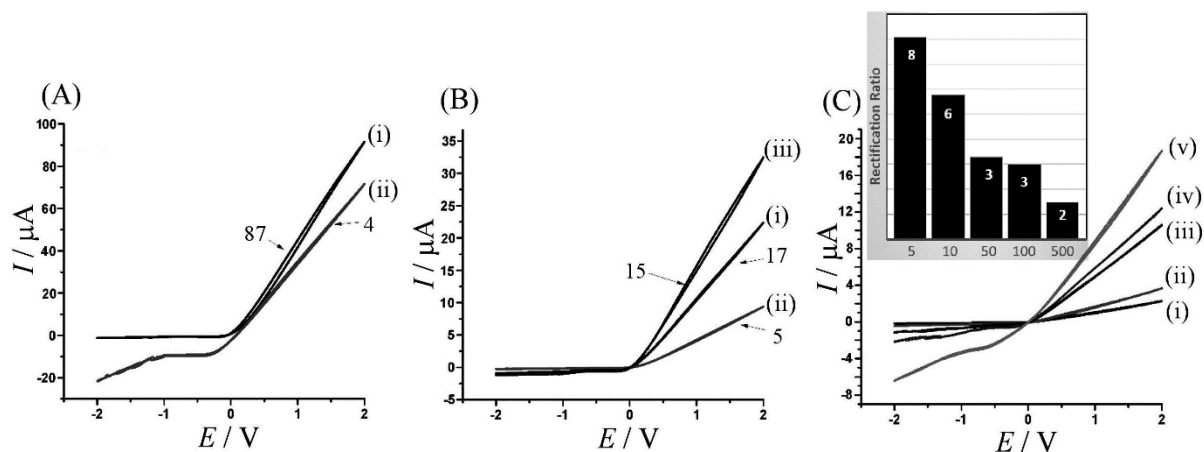 (A)
100
80
60
40
20
0
-20
I / µA
-2
-1
0
1
2
E / V
(i)
(ii)
87
4
(B)
35
30
25
20
15
10
5
0
5
I / µA
-2
-1
0
1
2
E / V
(iii)
(i)
(ii)
15
17
5
(C)
20
16
12
8
4
0
-4
-8
I / µA
-2
-1
0
1
2
E / V
(v)
(iv)
(iii)
(ii)
(i)
Rectification Ratio
8
6
3
3
2
5
10
50
100
500